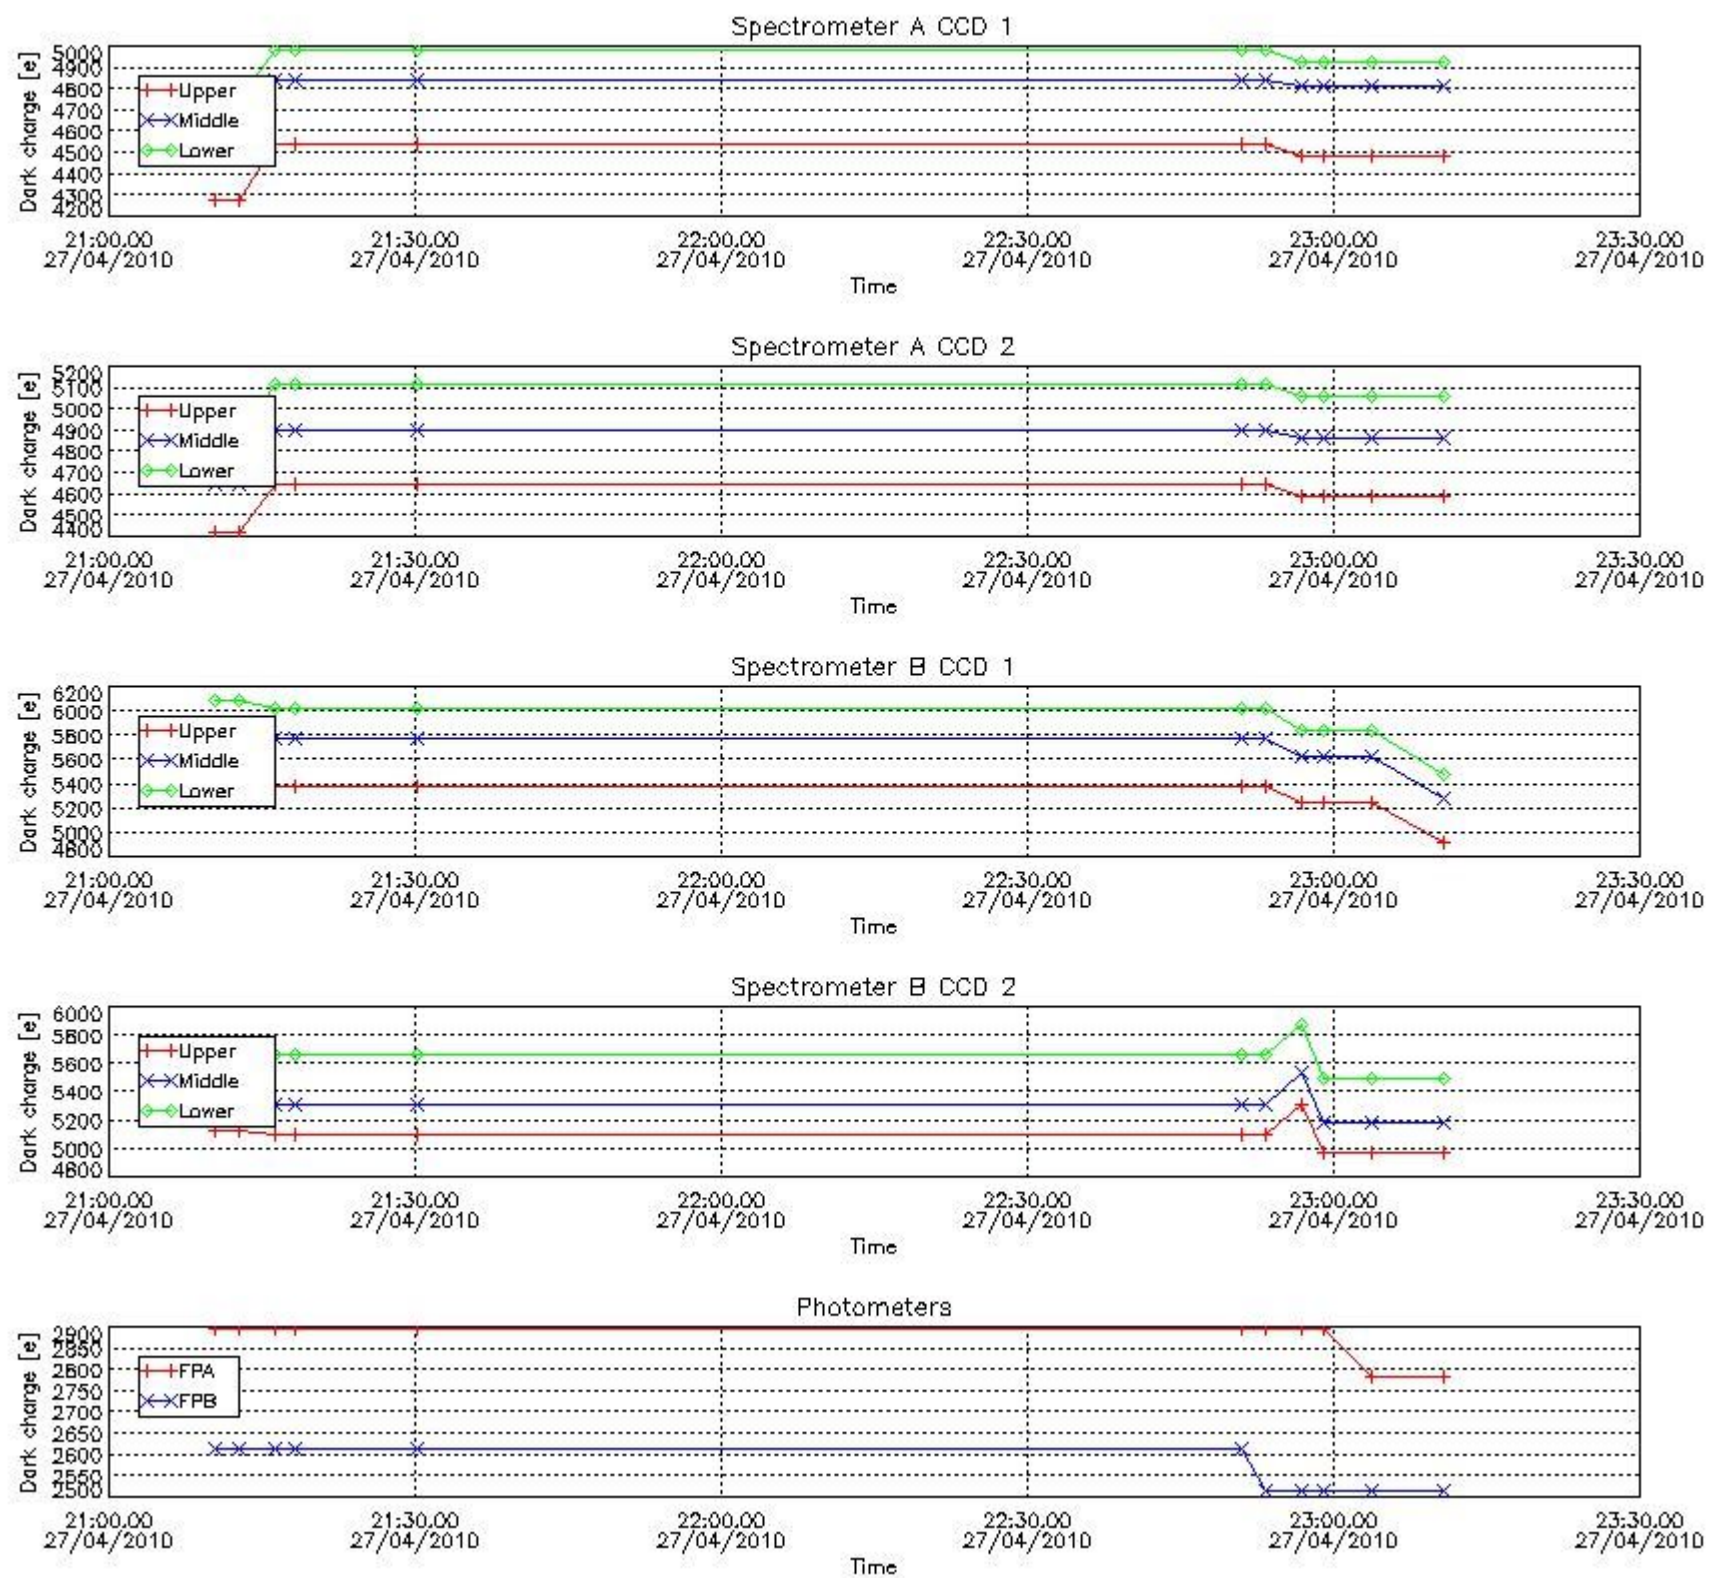 Spectrometer A CCD 1
Dark charge [e]
5000
4900
4800
4700
4600
4500
4400
4300
4200
Upper
Middle
Lower
21:00.00 21:30.00 22:00.00 22:30.00 23:00.00 23:30.00
27/04/2010 27/04/2010 27/04/2010 27/04/2010 27/04/2010 27/04/2010
Time
Spectrometer A CCD 2
Dark charge [e]
5200
5100
5000
4900
4800
4700
4600
4500
4400
Upper
Middle
Lower
21:00.00 21:30.00 22:00.00 22:30.00 23:00.00 23:30.00
27/04/2010 27/04/2010 27/04/2010 27/04/2010 27/04/2010 27/04/2010
Time
Spectrometer B CCD 1
Dark charge [e]
6200
6000
5800
5600
5400
5200
5000
4800
Upper
Middle
Lower
21:00.00 21:30.00 22:00.00 22:30.00 23:00.00 23:30.00
27/04/2010 27/04/2010 27/04/2010 27/04/2010 27/04/2010 27/04/2010
Time
Spectrometer B CCD 2
Dark charge [e]
6000
5800
5600
5400
5200
5000
4800
Upper
Middle
Lower
21:00.00 21:30.00 22:00.00 22:30.00 23:00.00 23:30.00
27/04/2010 27/04/2010 27/04/2010 27/04/2010 27/04/2010 27/04/2010
Time
Photometers
Dark charge [e]
2900
2850
2800
2750
2700
2650
2600
2550
2500
FPA
FPB
21:00.00 21:30.00 22:00.00 22:30.00 23:00.00 23:30.00
27/04/2010 27/04/2010 27/04/2010 27/04/2010 27/04/2010 27/04/2010
Time